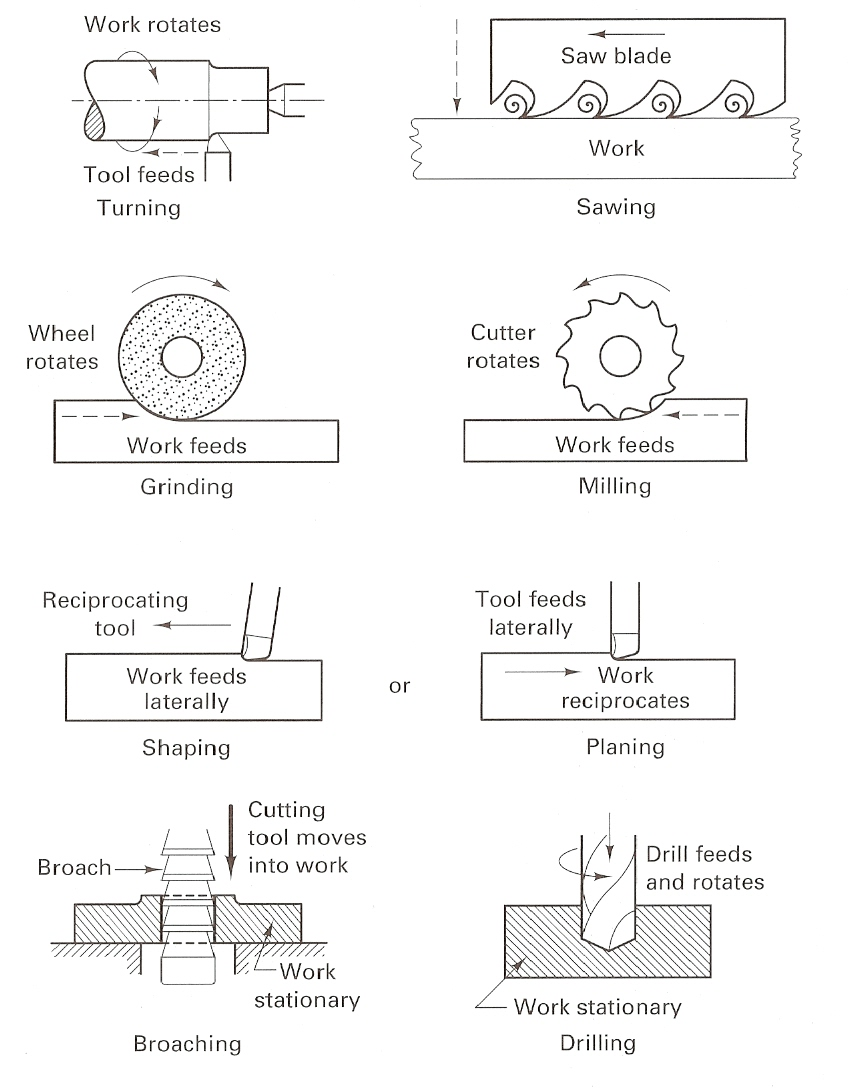 Work rotates
Tool feeds
Turning
Saw blade
Work
Sawing
Wheel
rotates
Work feeds
Grinding
Cutter
rotates
Work feeds
Milling
Reciprocating
tool
Work feeds
laterally
Shaping
or
Tool feeds
laterally
Work
reciprocates
Planing
Cutting
tool moves
into work
Broach
Work
stationary
Broaching
Drill feeds
and rotates
Work stationary
Drilling